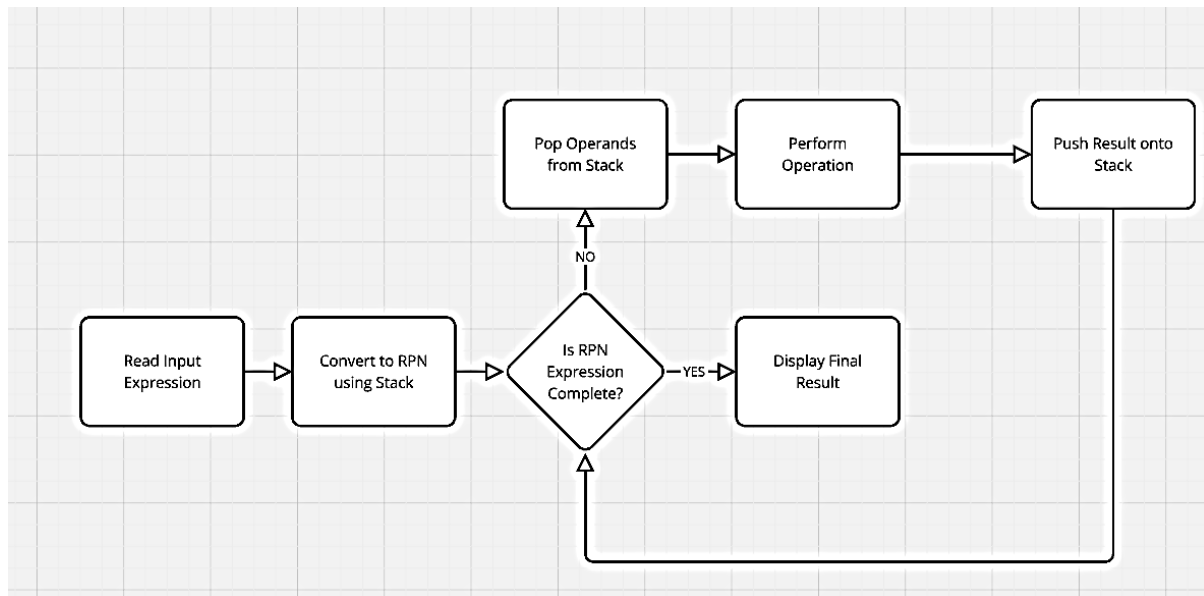 Pop Operands
from Stack
Perform
Operation
Push Result onto
Stack
NO
Read Input
Expression
Convert to RPN
using Stack
Is RPN
Expression
Complete?
YES
Display Final
Result